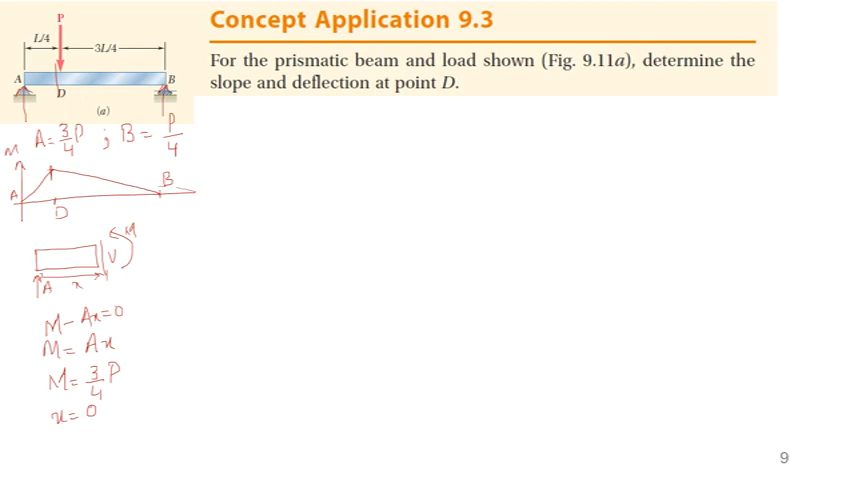 P
L/4
3L/4
A
B
D
(a)
Concept Application 9.3
For the prismatic beam and load shown (Fig. 9.11a), determine the
slope and deflection at point D.
A = 3/4 P ; B = P/4
M
A
B
D
M
V
A
x
M - Ax = 0
M = Ax
M = 3/4 P
x = 0
9